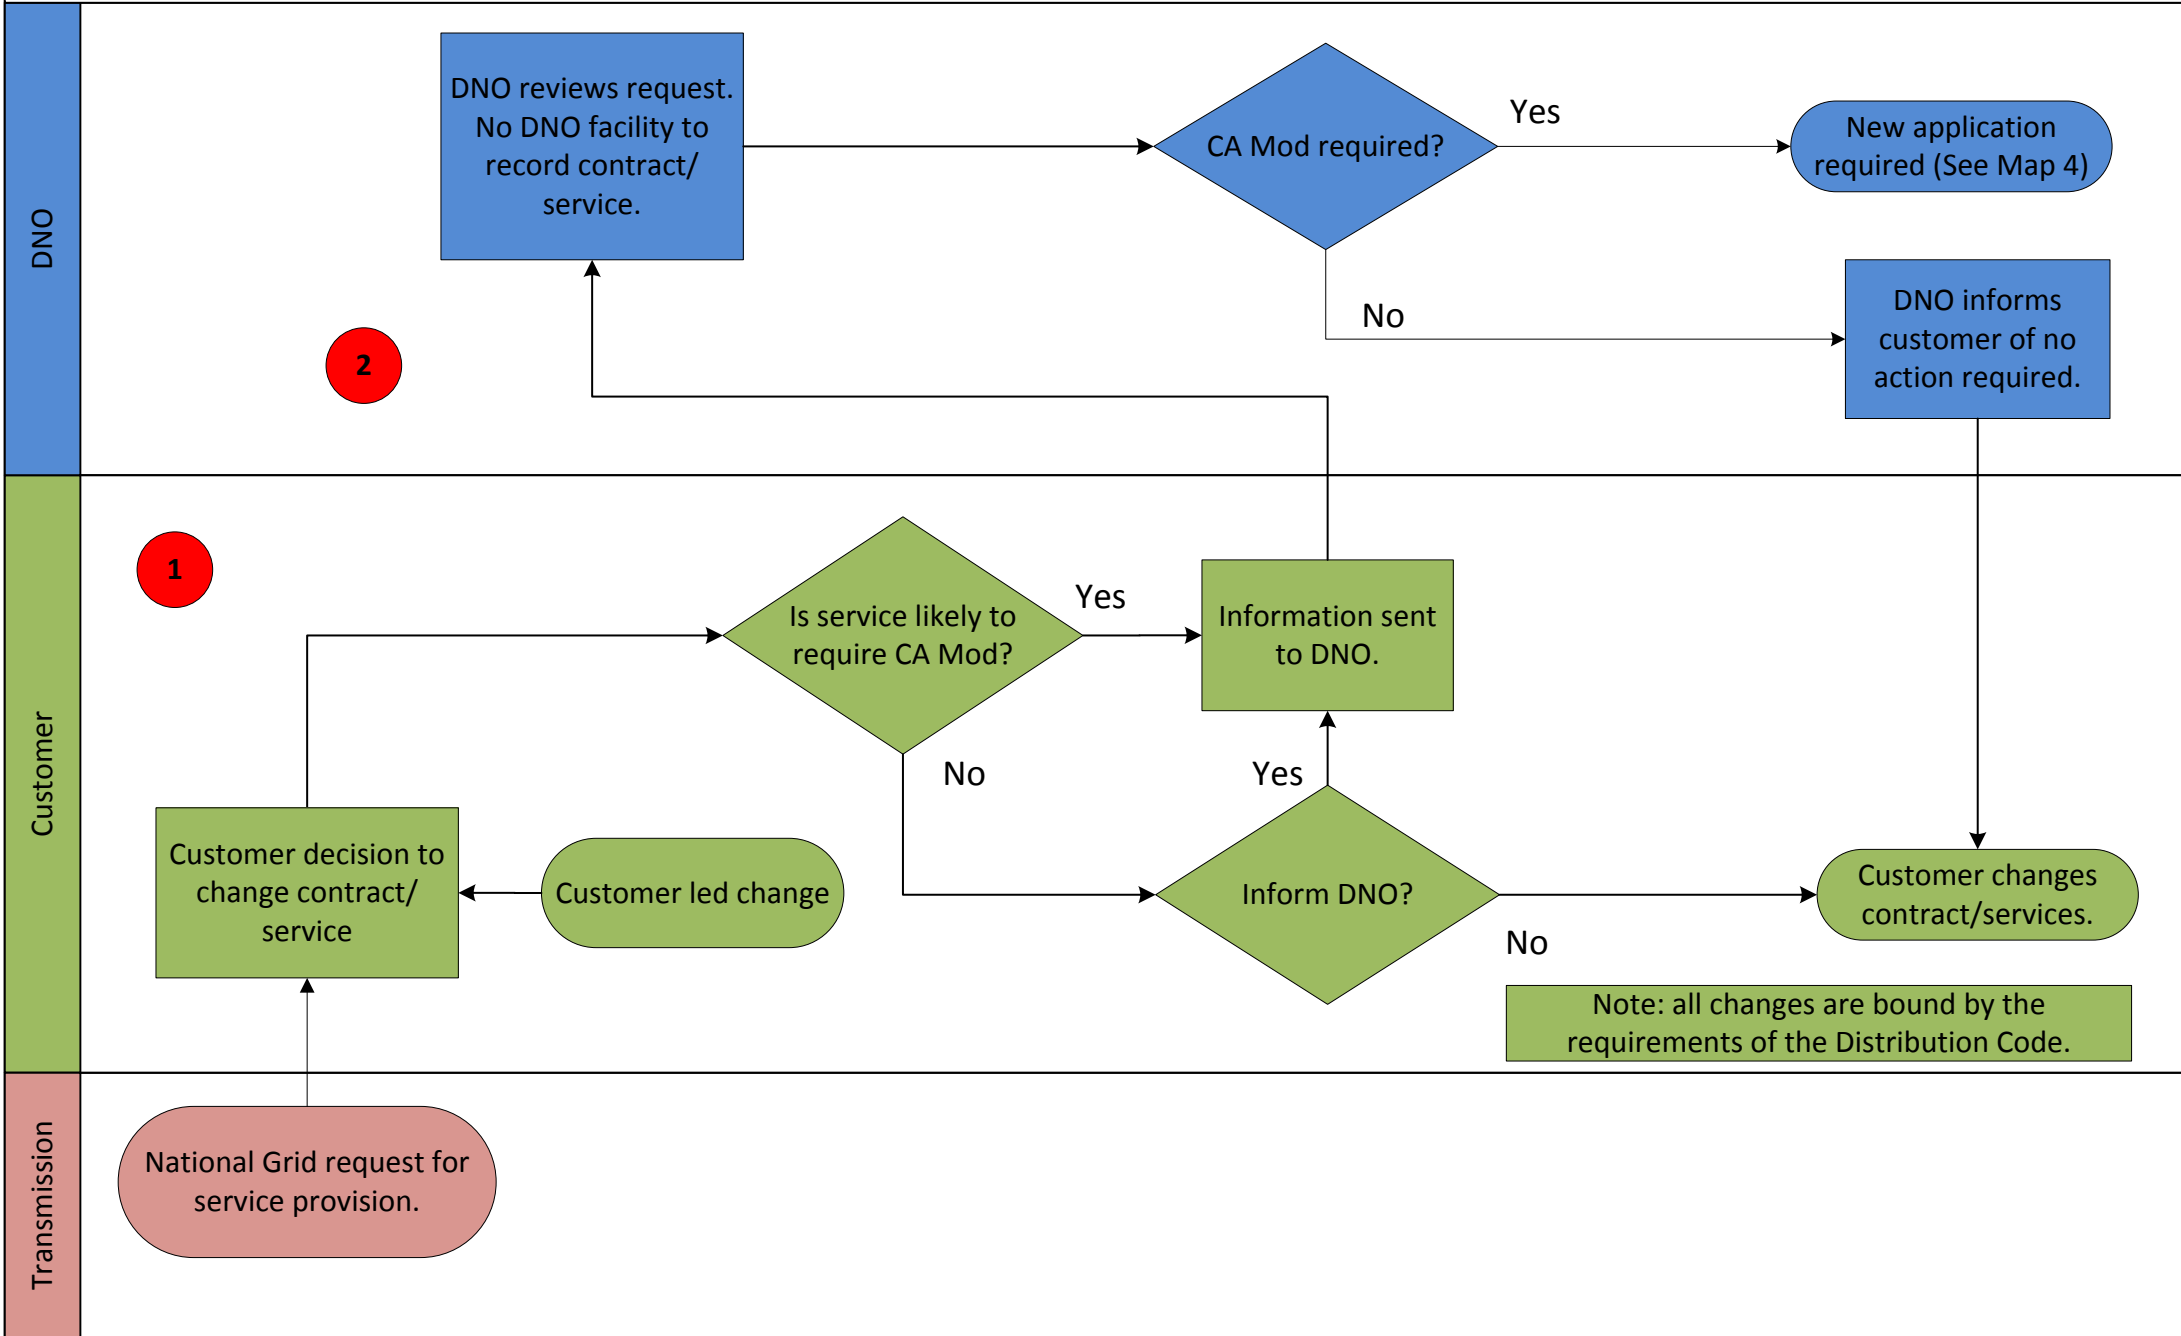 DNO
DNO reviews request.
No DNO facility to
record contract/
service.
CA Mod required?
Yes
New application
required (See Map 4)
No
DNO informs
customer of no
action required.
2
Customer
1
Is service likely to
require CA Mod?
Yes
Information sent
to DNO.
No
Yes
Customer decision to
change contract/
service
Customer led change
Inform DNO?
No
Customer changes
contract/services.
Note: all changes are bound by the
requirements of the Distribution Code.
Transmission
National Grid request for
service provision.